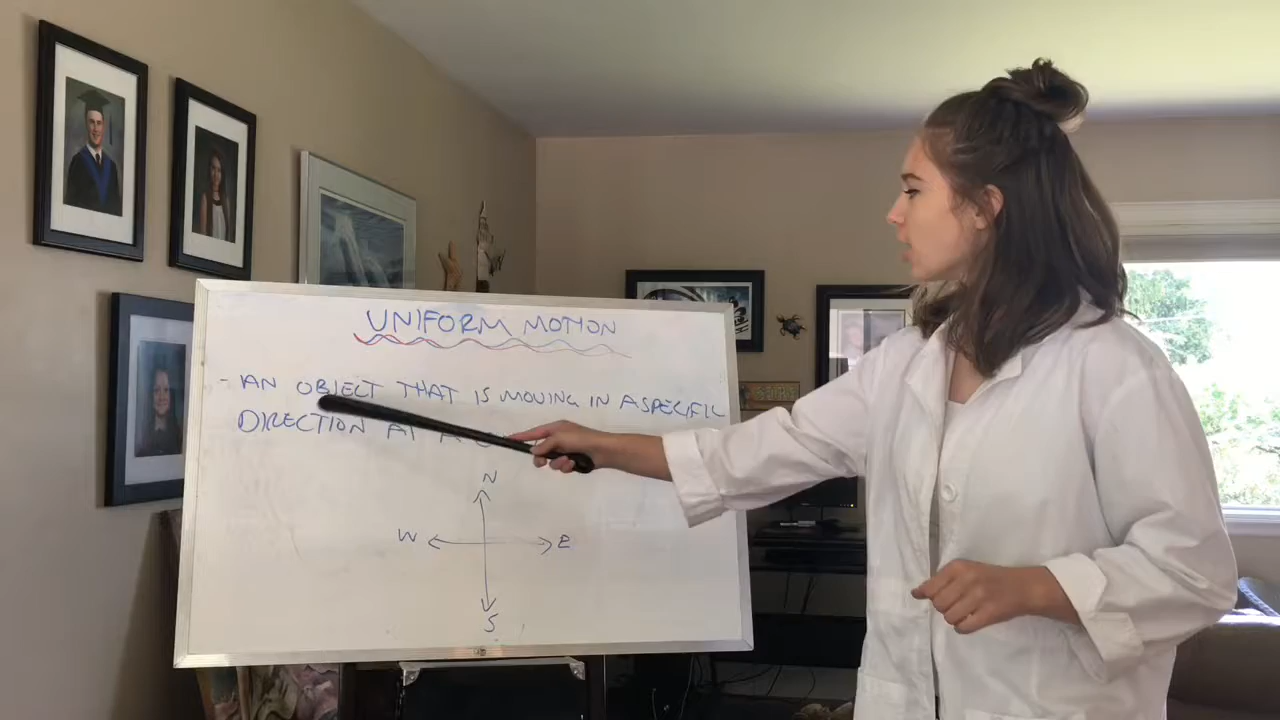 UNIFORM MOTION
- AN OBJECT THAT IS MOVING IN A SPECIFIC
DIRECTION AT A
N
W E
S